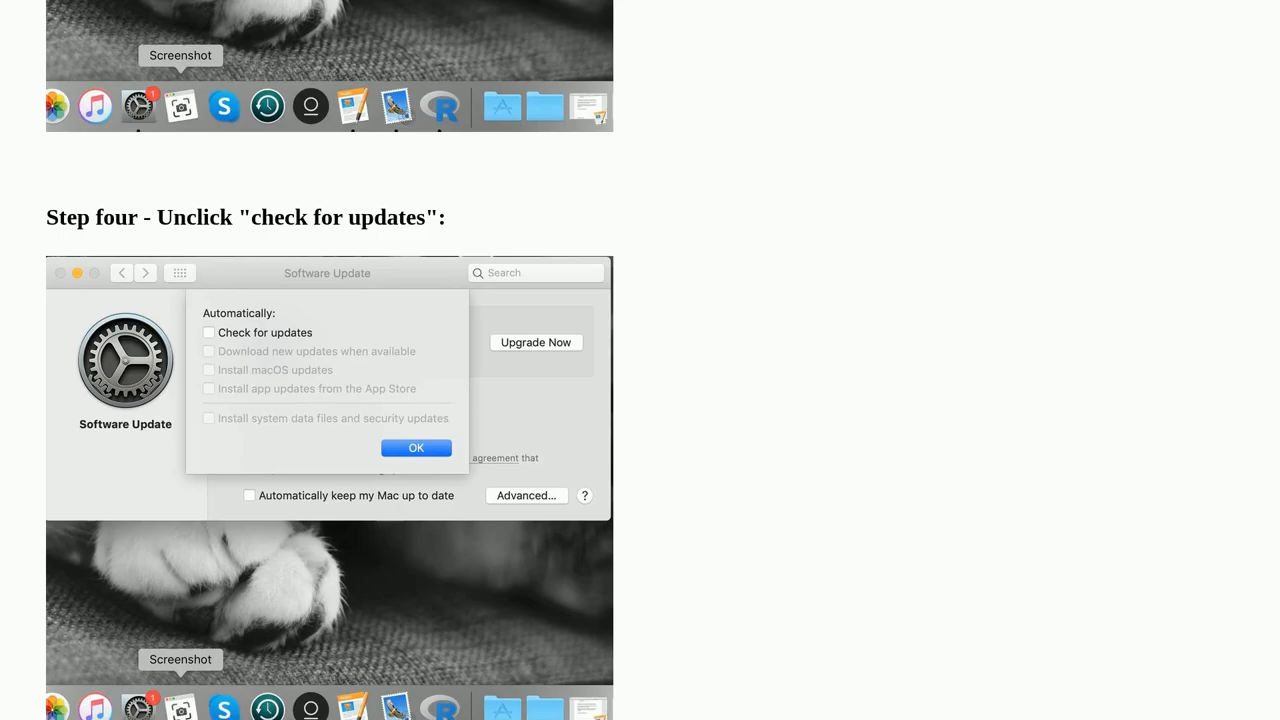 Screenshot
1
S
R
Step four - Unclick "check for updates":
Software Update
Search
Automatically:
Check for updates
Download new updates when available
Install macOS updates
Install app updates from the App Store
Install system data files and security updates
OK
Upgrade Now
Software Update
agreement that
Automatically keep my Mac up to date
Advanced...
?
Screenshot
1
S
R